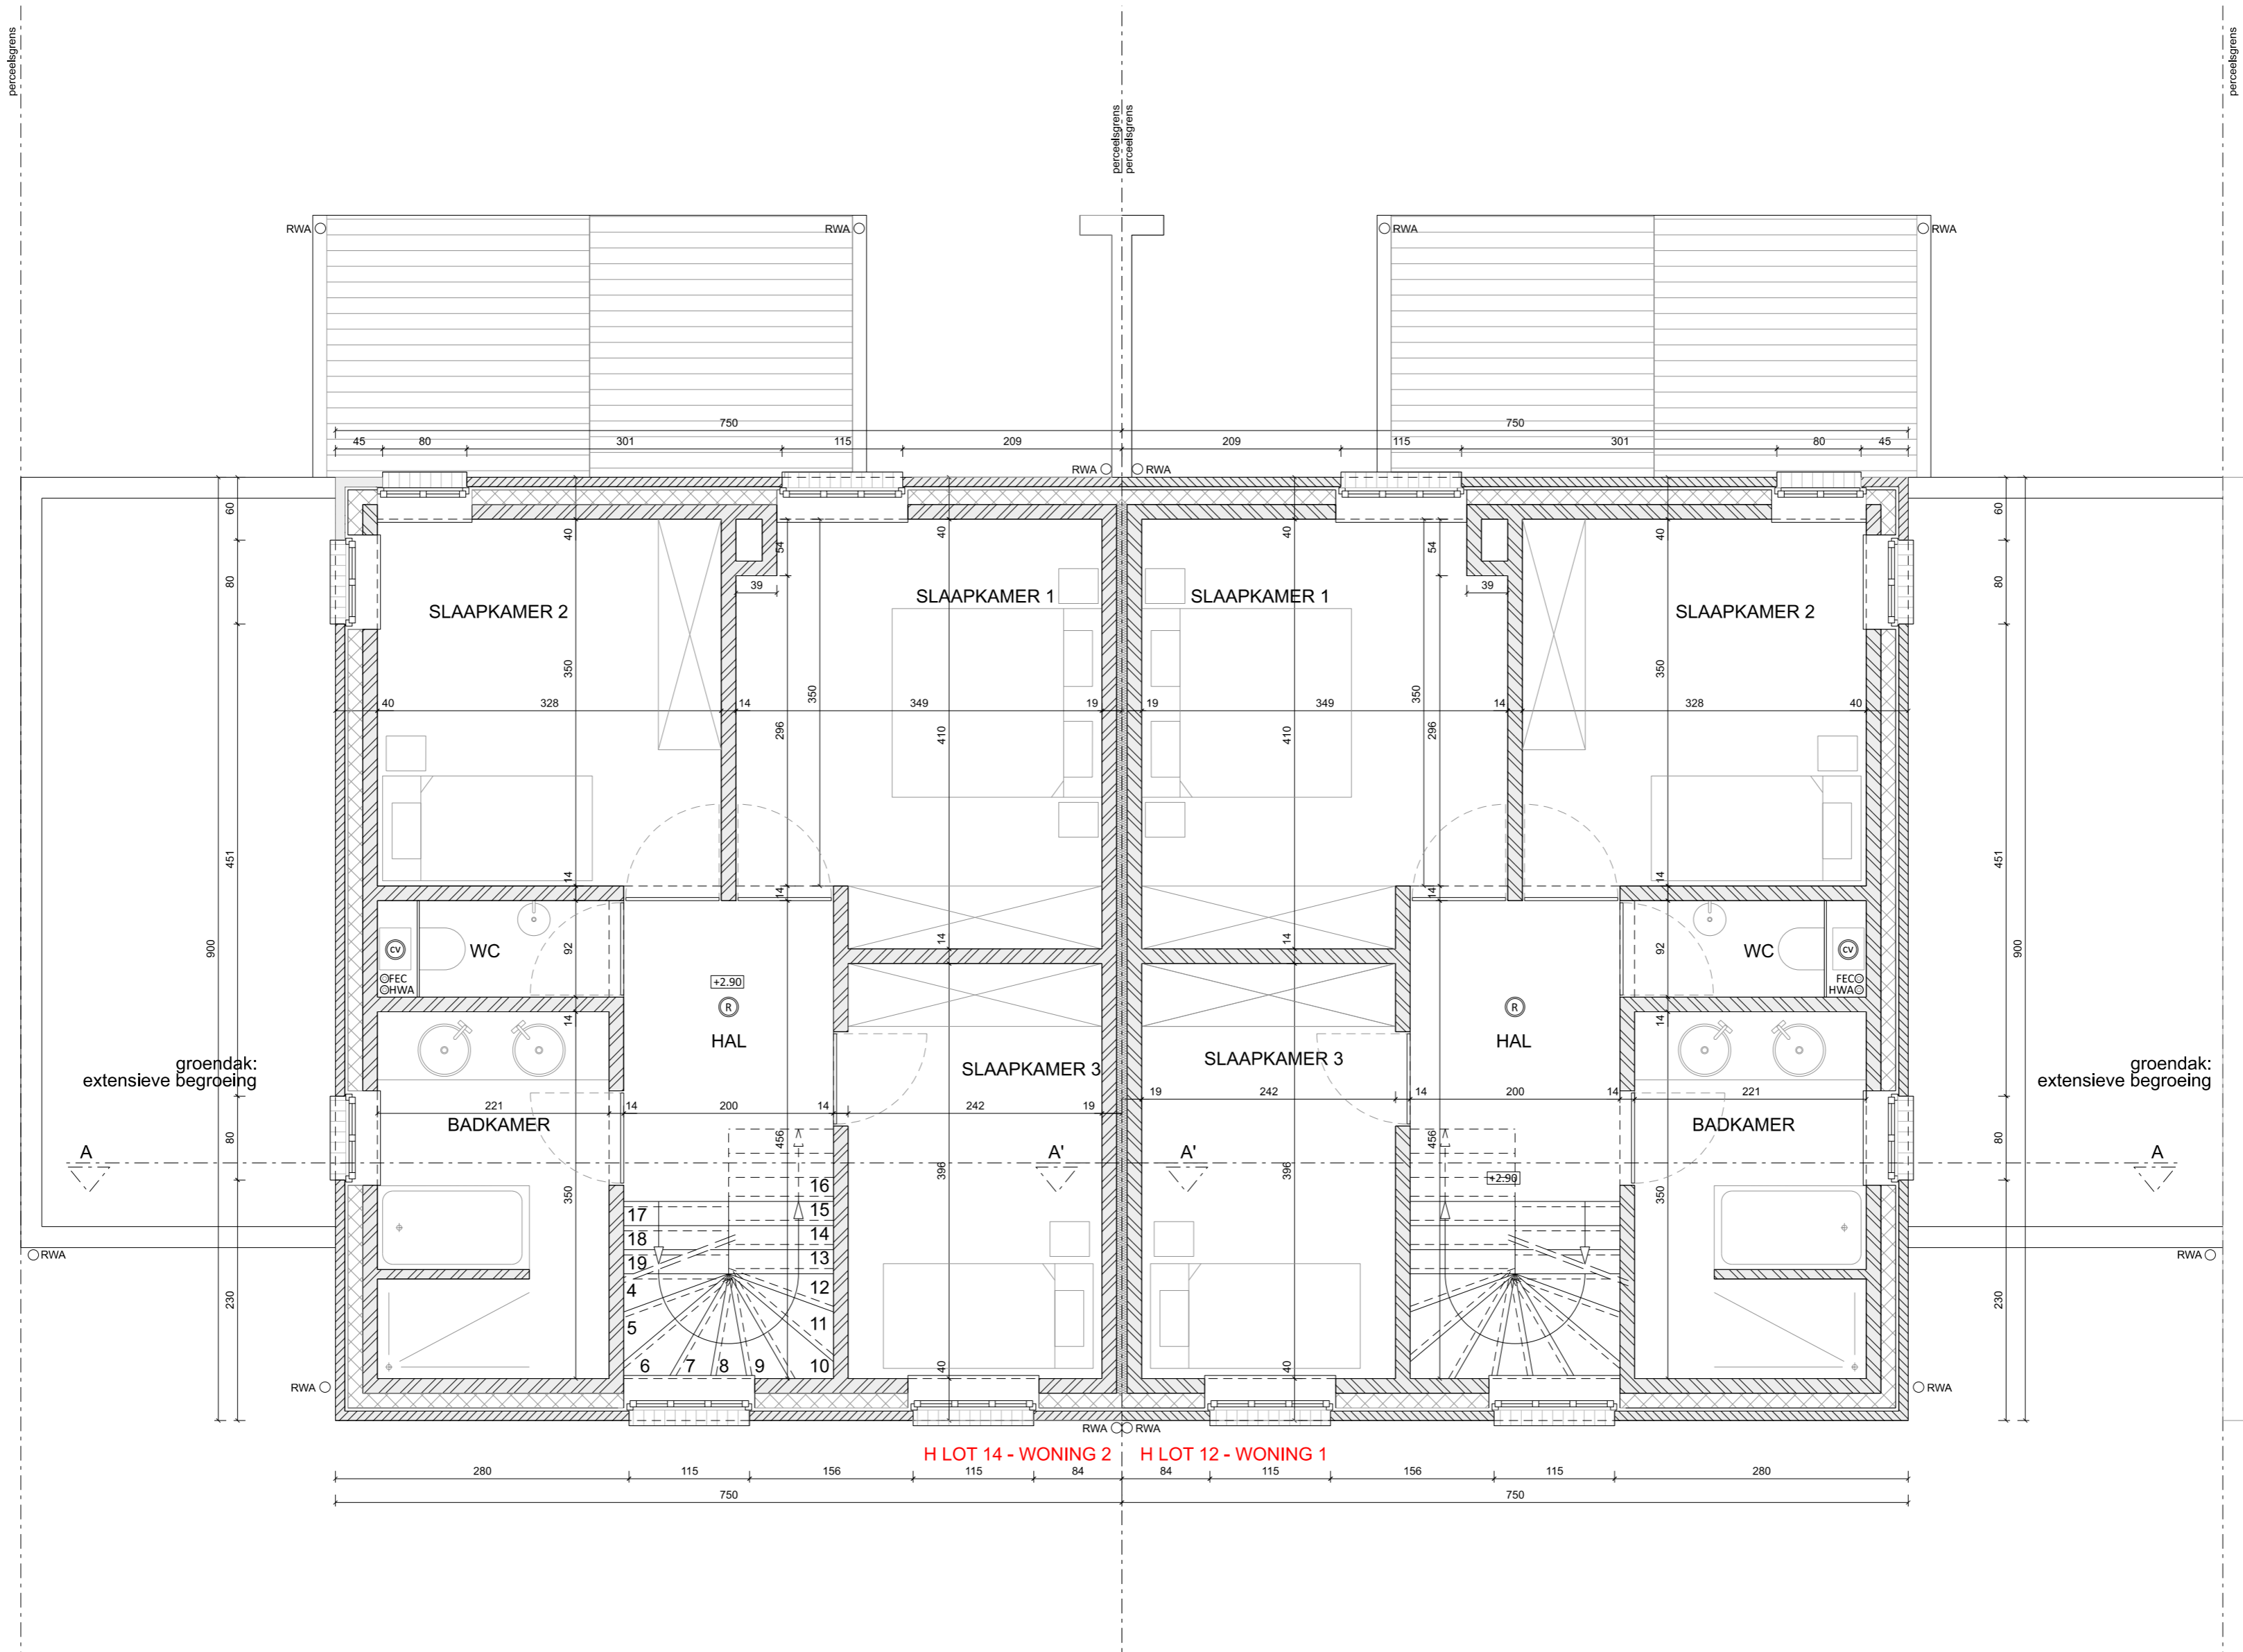 perceelsgrens
perceelsgrens
perceelsgrens
perceelsgrens
RWA
RWA
RWA
RWA
750
750
45
80
301
115
209
209
115
301
80
45
RWA
RWA
60
40
54
40
40
54
40
60
80
39
39
80
SLAAPKAMER 2
SLAAPKAMER 1
SLAAPKAMER 1
SLAAPKAMER 2
350
350
350
350
40
328
14
349
19
19
349
14
328
40
296
410
410
296
451
451
14
14
14
14
900
92
14
14
92
900
CV
WC
WC
CV
FEC
HWA
FEC
HWA
+2.90
R
R
14
14
HAL
HAL
groendak:
extensieve begroeing
SLAAPKAMER 3
SLAAPKAMER 3
groendak:
extensieve begroeing
221
14
200
14
242
19
19
242
14
200
14
221
BADKAMER
BADKAMER
80
456
456
80
A
A'
A'
A
396
396
+2.90
350
350
16
17
15
18
14
19
13
4
12
5
11
6
7
8
9
10
RWA
RWA
230
230
40
40
RWA
RWA
RWA
RWA
H LOT 14 - WONING 2
H LOT 12 - WONING 1
280
115
156
115
84
84
115
156
115
280
750
750